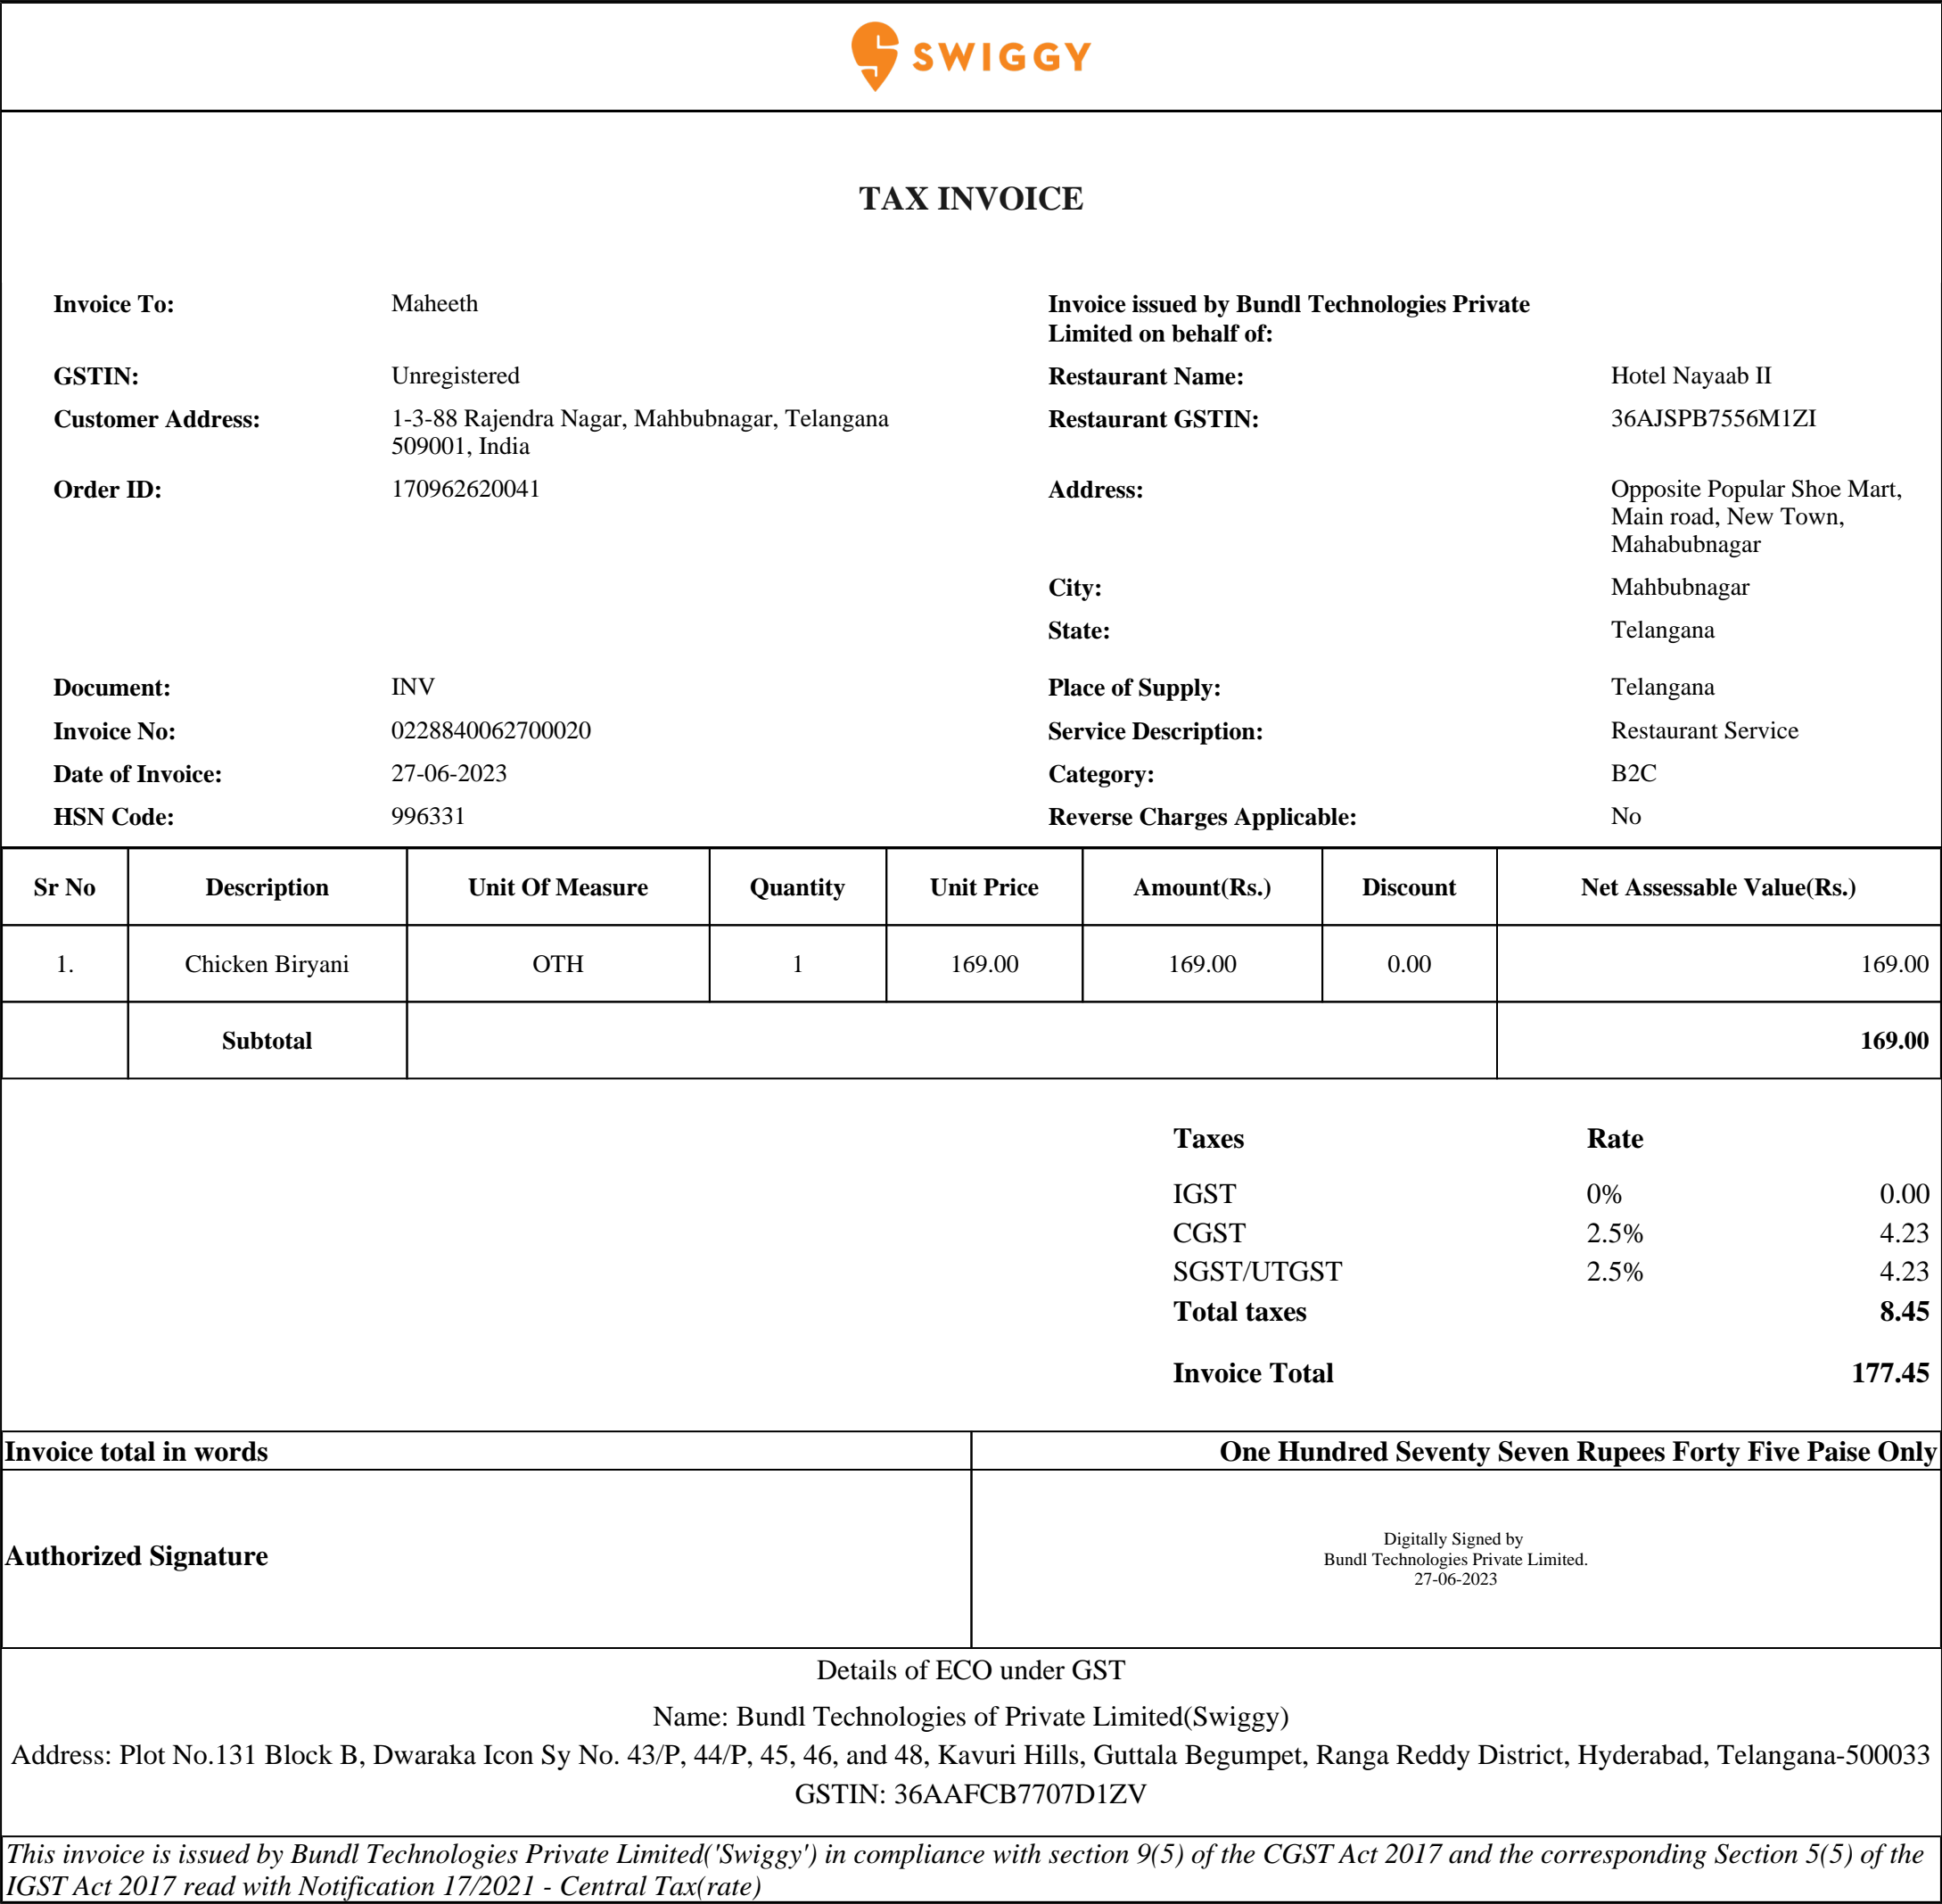 SWIGGY
TAX INVOICE
Invoice To: Maheeth Invoice issued by Bundl Technologies Private
Limited on behalf of:
GSTIN: Unregistered Restaurant Name: Hotel Nayaab II
Customer Address: 1-3-88 Rajendra Nagar, Mahbubnagar, Telangana Restaurant GSTIN: 36AJSPB7556M1ZI
509001, India
Order ID: 170962620041 Address: Opposite Popular Shoe Mart,
Main road, New Town,
Mahabubnagar
City: Mahbubnagar
State: Telangana
Document: INV Place of Supply: Telangana
Invoice No: 0228840062700020 Service Description: Restaurant Service
Date of Invoice: 27-06-2023 Category: B2C
HSN Code: 996331 Reverse Charges Applicable: No
Sr No Description Unit Of Measure Quantity Unit Price Amount(Rs.) Discount Net Assessable Value(Rs.)
1. Chicken Biryani OTH 1 169.00 169.00 0.00 169.00
Subtotal 169.00
Taxes Rate
IGST 0% 0.00
CGST 2.5% 4.23
SGST/UTGST 2.5% 4.23
Total taxes 8.45
Invoice Total 177.45
Invoice total in words One Hundred Seventy Seven Rupees Forty Five Paise Only
Authorized Signature
Digitally Signed by
Bundl Technologies Private Limited.
27-06-2023
Details of ECO under GST
Name: Bundl Technologies of Private Limited(Swiggy)
Address: Plot No.131 Block B, Dwaraka Icon Sy No. 43/P, 44/P, 45, 46, and 48, Kavuri Hills, Guttala Begumpet, Ranga Reddy District, Hyderabad, Telangana-500033
GSTIN: 36AAFCB7707D1ZV
This invoice is issued by Bundl Technologies Private Limited('Swiggy') in compliance with section 9(5) of the CGST Act 2017 and the corresponding Section 5(5) of the
IGST Act 2017 read with Notification 17/2021 - Central Tax(rate)